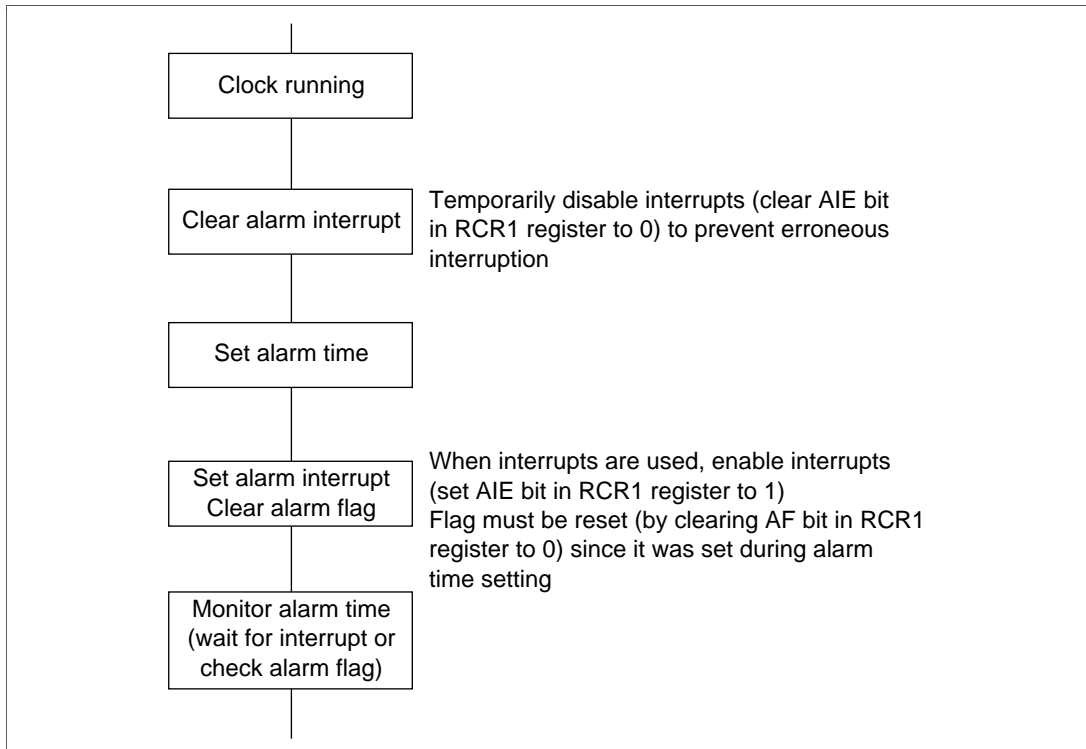 Clock running
Clear alarm interrupt
Temporarily disable interrupts (clear AIE bit
in RCR1 register to 0) to prevent erroneous
interruption
Set alarm time
Set alarm interrupt
Clear alarm flag
When interrupts are used, enable interrupts
(set AIE bit in RCR1 register to 1)
Flag must be reset (by clearing AF bit in RCR1
register to 0) since it was set during alarm
time setting
Monitor alarm time
(wait for interrupt or
check alarm flag)